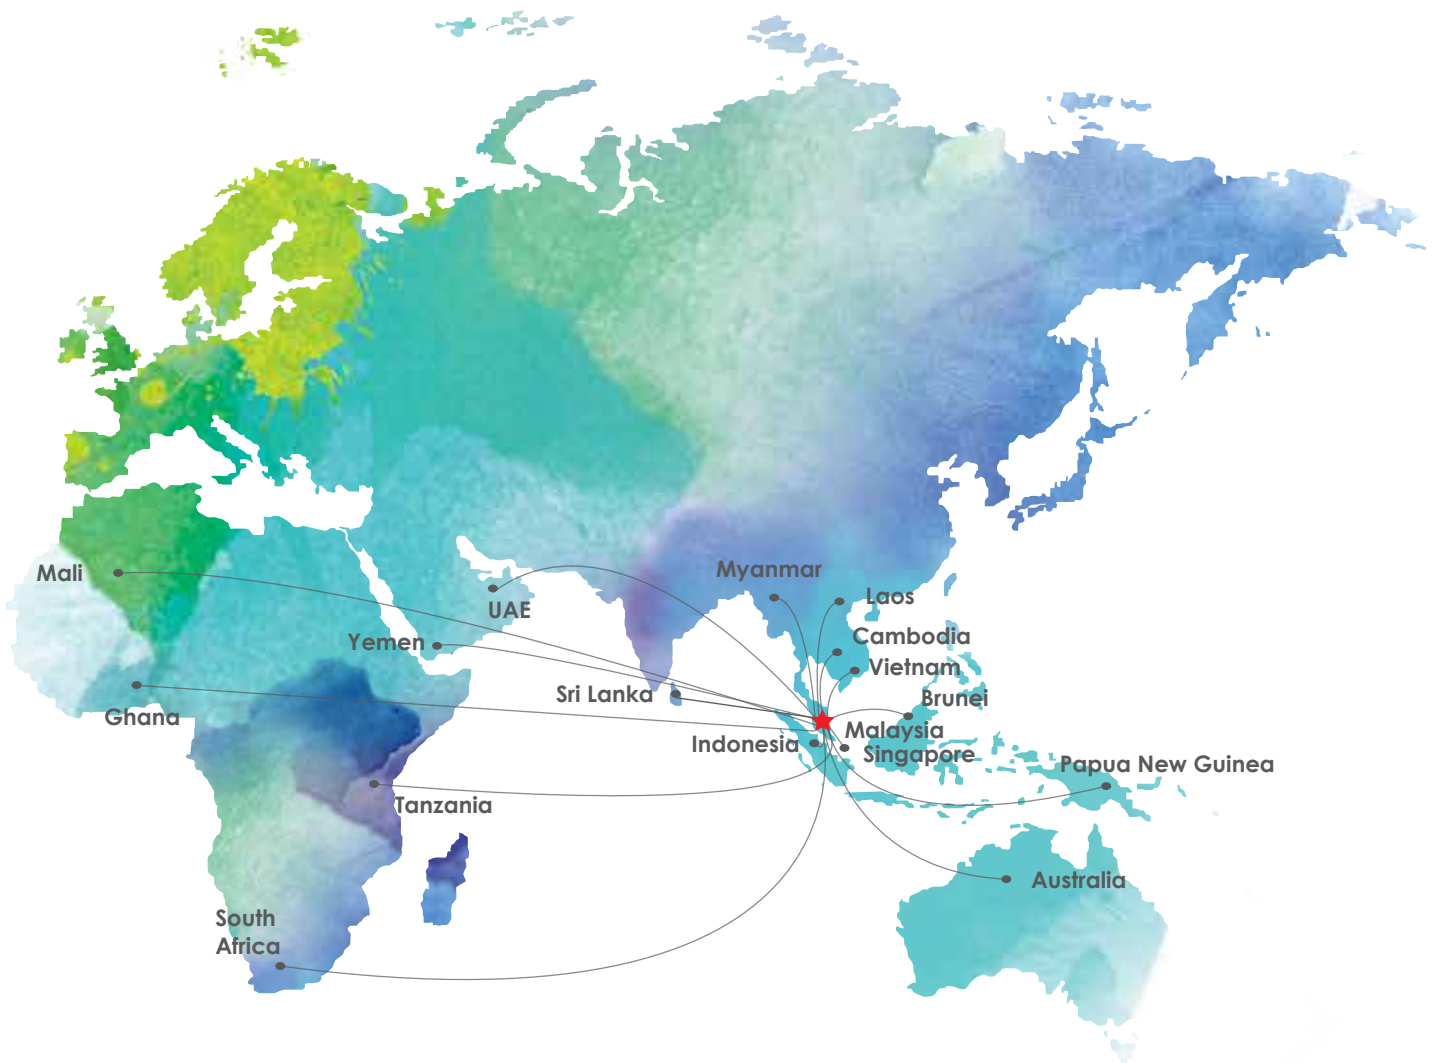 Mali
Myanmar
UAE
Laos
Yemen
Cambodia
Vietnam
Sri Lanka
Brunei
Ghana
Malaysia
Indonesia
Singapore
Papua New Guinea
Tanzania
Australia
South
Africa